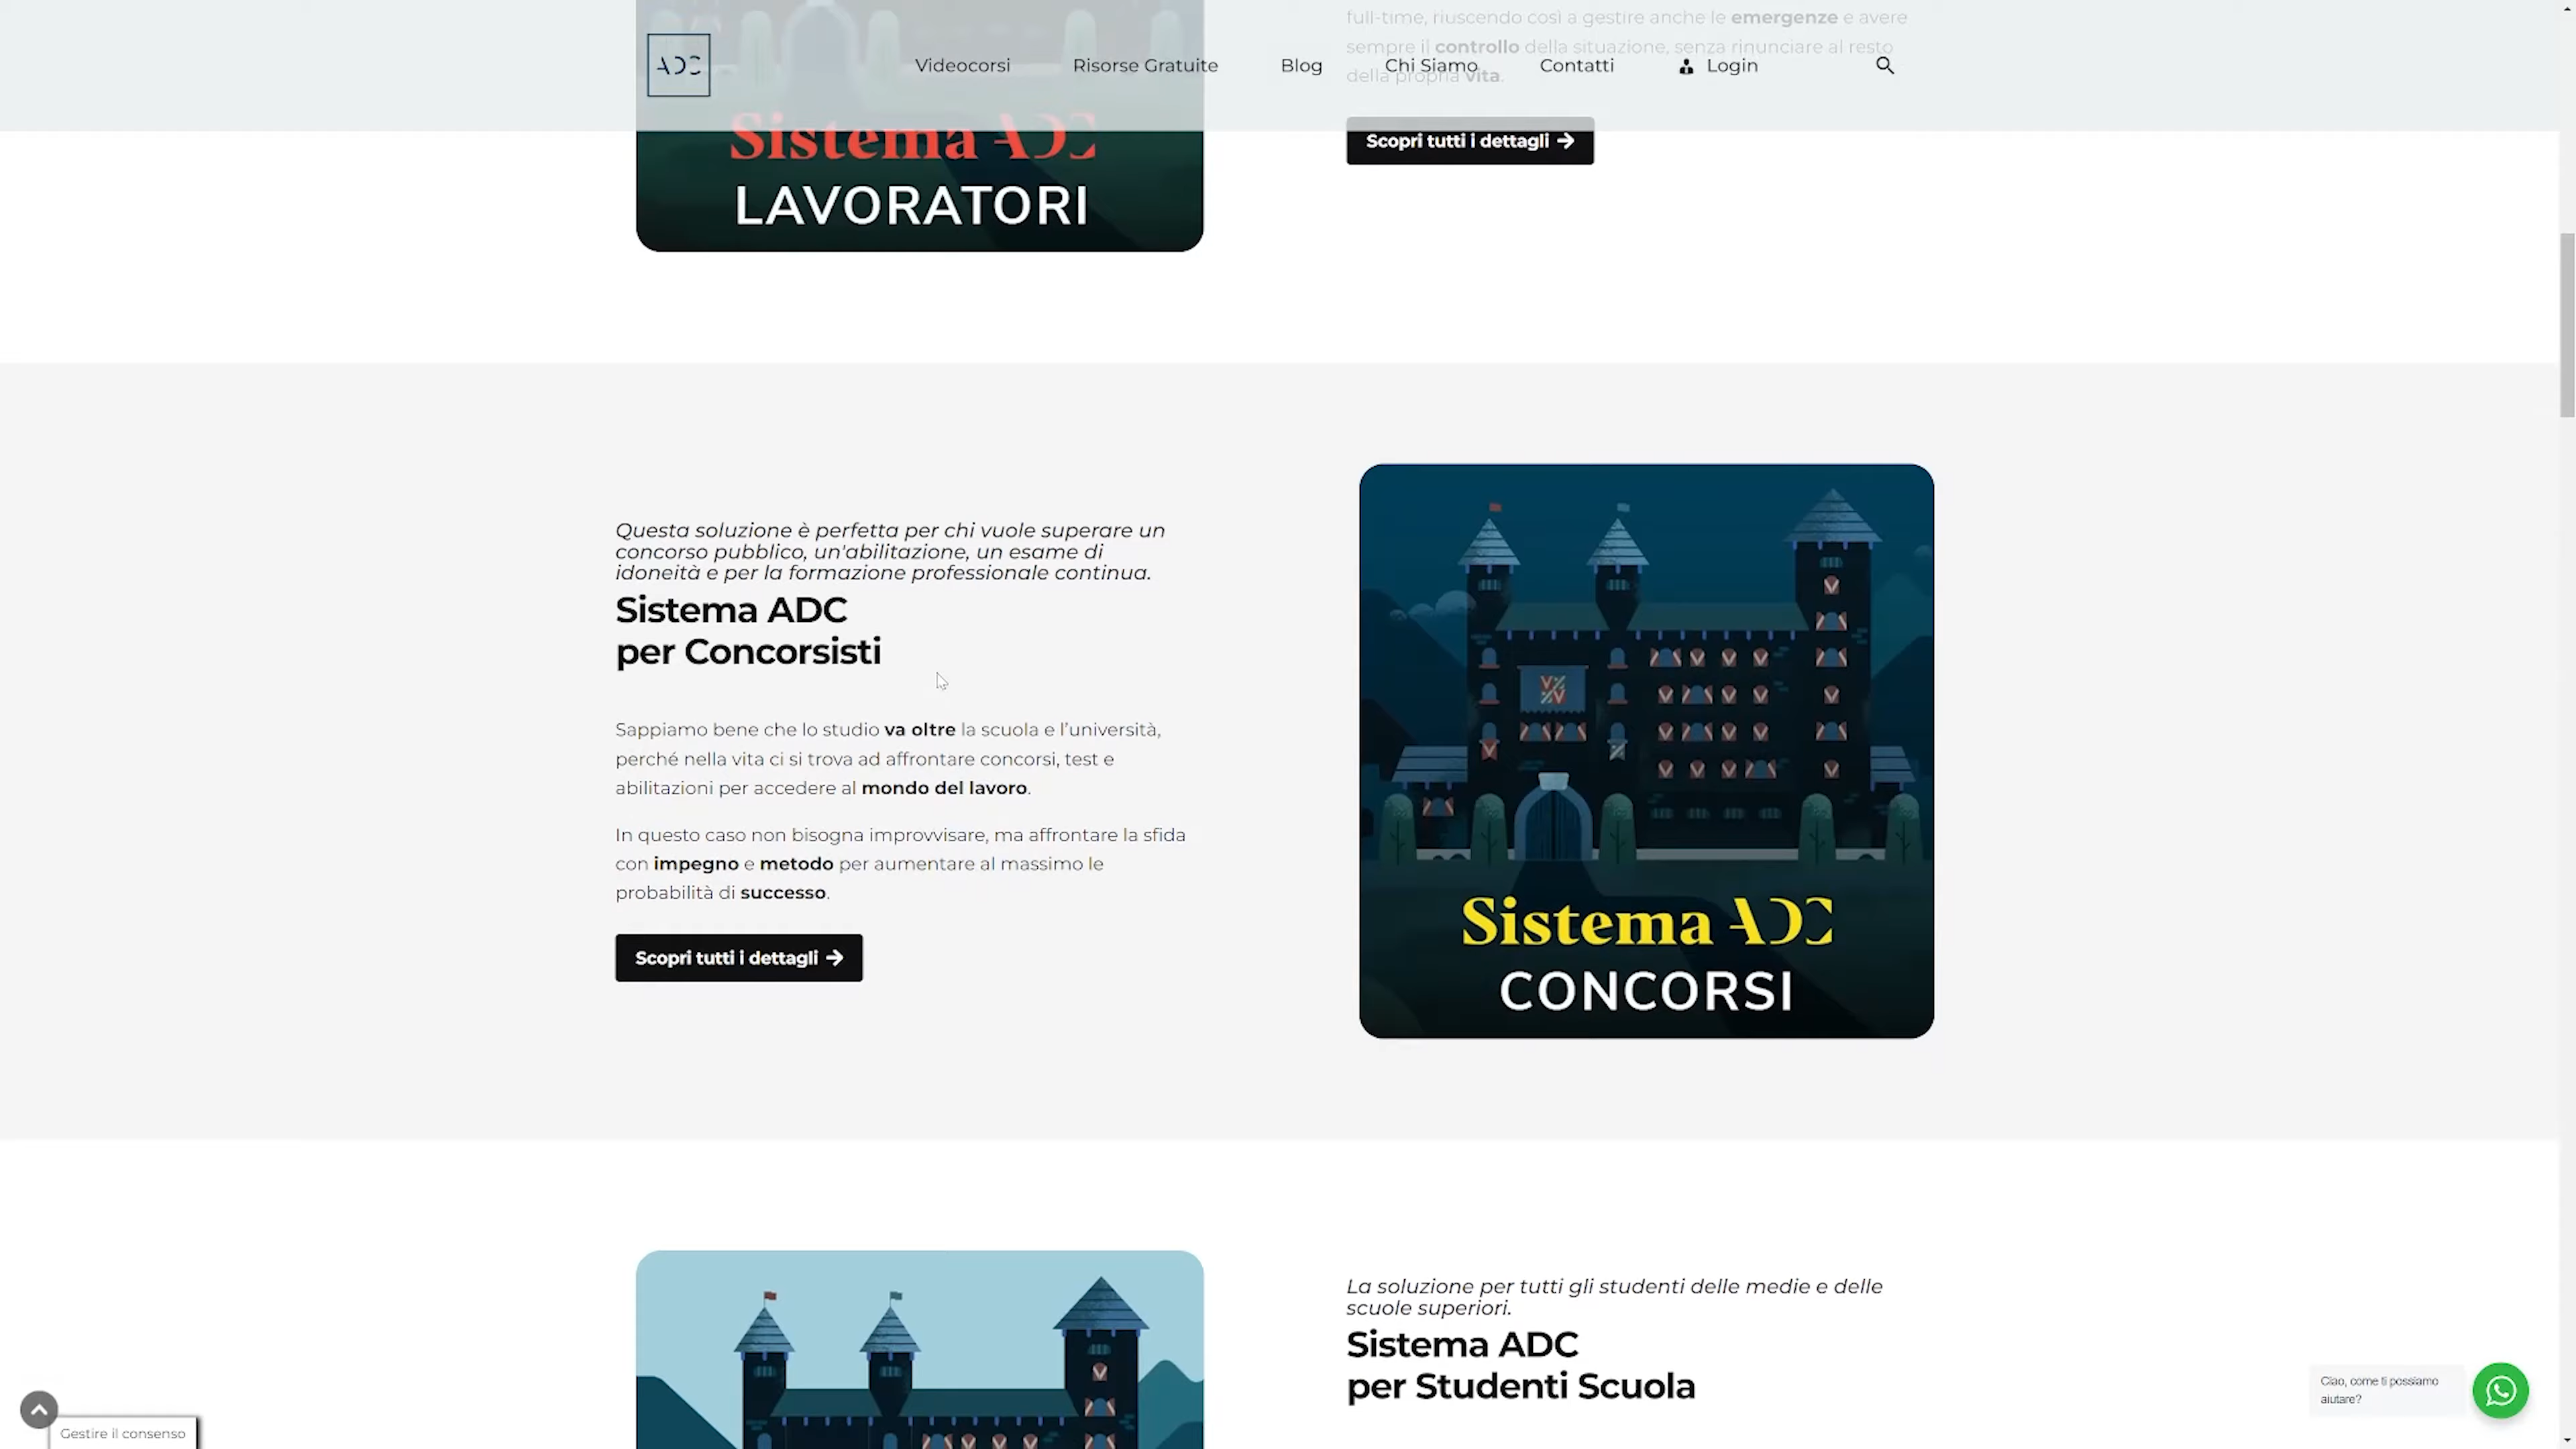 full-time, riuscendo così a gestire anche le emergenze e avere
sempre il controllo della situazione, senza rinunciare al resto
della propria vita.
ADC
Videocorsi
Risorse Gratuite
Blog
Chi Siamo
Contatti
Login
Sistema ADC
LAVORATORI
Scopri tutti i dettagli →
Questa soluzione è perfetta per chi vuole superare un
concorso pubblico, un'abilitazione, un esame di
idoneità e per la formazione professionale continua.
Sistema ADC
per Concorsisti
Sappiamo bene che lo studio va oltre la scuola e l’università,
perché nella vita ci si trova ad affrontare concorsi, test e
abilitazioni per accedere al mondo del lavoro.
In questo caso non bisogna improvvisare, ma affrontare la sfida
con impegno e metodo per aumentare al massimo le
probabilità di successo.
Scopri tutti i dettagli →
Sistema ADC
CONCORSI
La soluzione per tutti gli studenti delle medie e delle
scuole superiori.
Sistema ADC
per Studenti Scuola
Ciao, come ti possiamo
aiutare?
Gestire il consenso